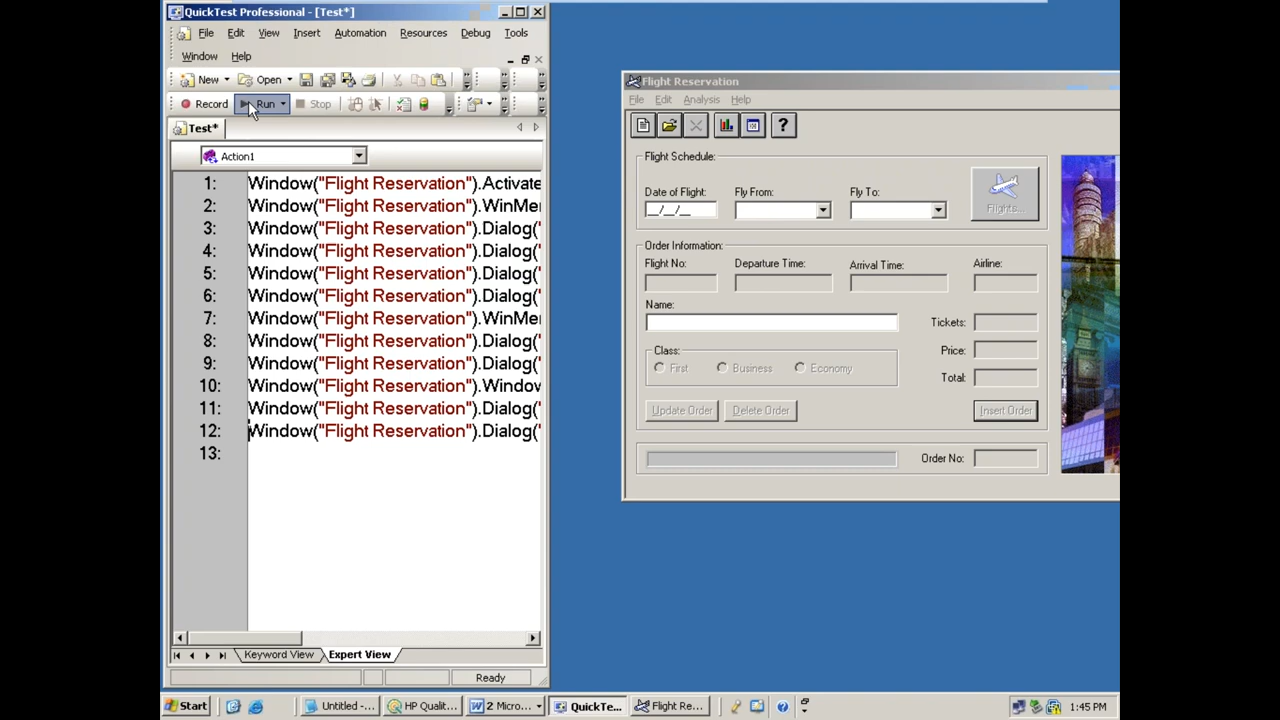 QuickTest Professional - [Test*]
File Edit View Insert Automation Resources Debug Tools
Window Help
New Open
Record Run Stop
Test*
Action1
1: Window("Flight Reservation").Activate
2: Window("Flight Reservation").WinMe
3: Window("Flight Reservation").Dialog("
4: Window("Flight Reservation").Dialog("
5: Window("Flight Reservation").Dialog("
6: Window("Flight Reservation").Dialog("
7: Window("Flight Reservation").WinMe
8: Window("Flight Reservation").Dialog("
9: Window("Flight Reservation").Dialog("
10: Window("Flight Reservation").Window
11: Window("Flight Reservation").Dialog("
12: Window("Flight Reservation").Dialog("
13:
Keyword View Expert View
Ready
Flight Reservation
File Edit Analysis Help
?
Flight Schedule:
Date of Flight: Fly From: Fly To:
__/__/__
Flights...
Order Information:
Flight No: Departure Time: Arrival Time: Airline:
Name:
Tickets:
Class:
Price:
First Business Economy
Total:
Update Order Delete Order Insert Order
Order No:
Start Untitled -... HP Qualit... 2 Micro... QuickTe... Flight Re... 1:45 PM